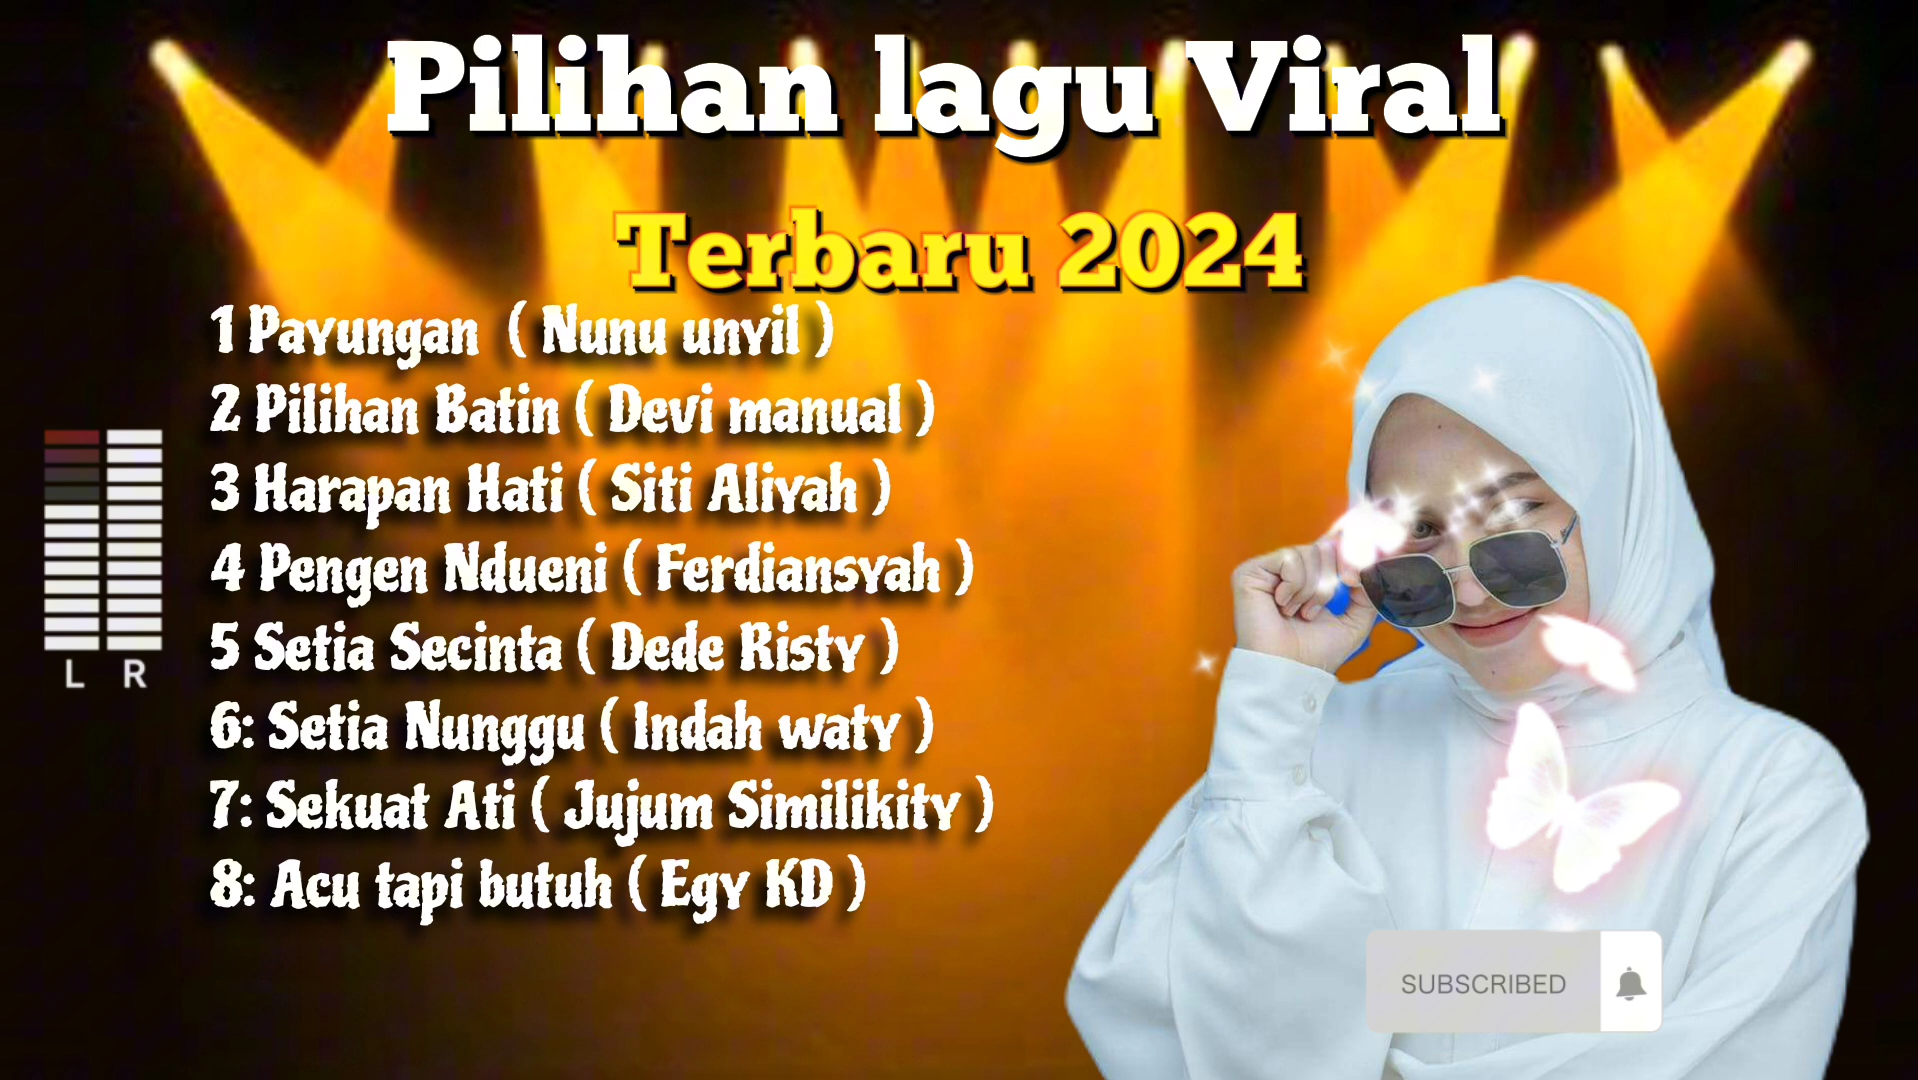 Pilihan lagu Viral
Terbaru 2024
1 Payungan ( Nunu unyil )
2 Pilihan Batin ( Devi manual )
3 Harapan Hati ( Siti Aliyah )
4 Pengen Ndueni ( Ferdiansyah )
5 Setia Secinta ( Dede Risty )
6: Setia Nunggu ( Indah waty )
7: Sekuat Ati ( Jujum Similikity )
8: Acu tapi butuh ( Egy KD )
L R
SUBSCRIBED